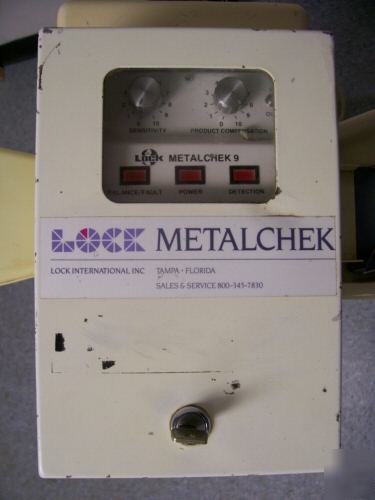 SENSITIVITY PRODUCT COMPENSATION
LOCK METALCHEK 9
BALANCE/FAULT POWER DETECTION
LOCK METALCHEK
LOCK INTERNATIONAL INC TAMPA · FLORIDA
SALES & SERVICE 800-345-7830